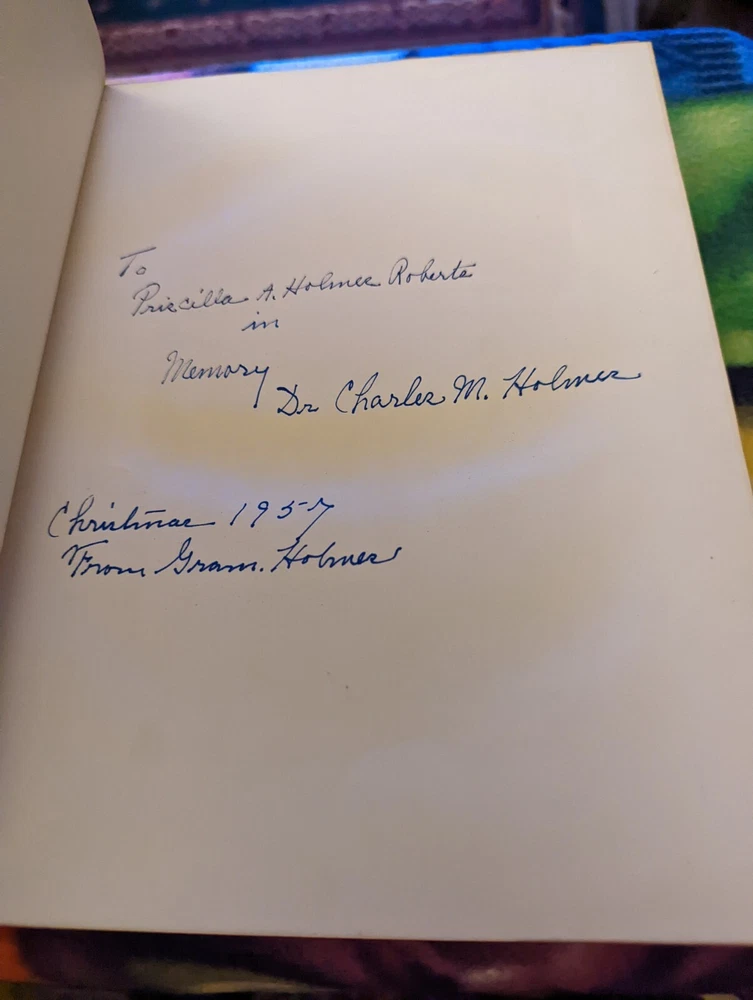 To
Priscilla A. Holmes Roberts
in
Memory
Dr Charles M. Holmes
Christmas 1957
From Gram. Holmes